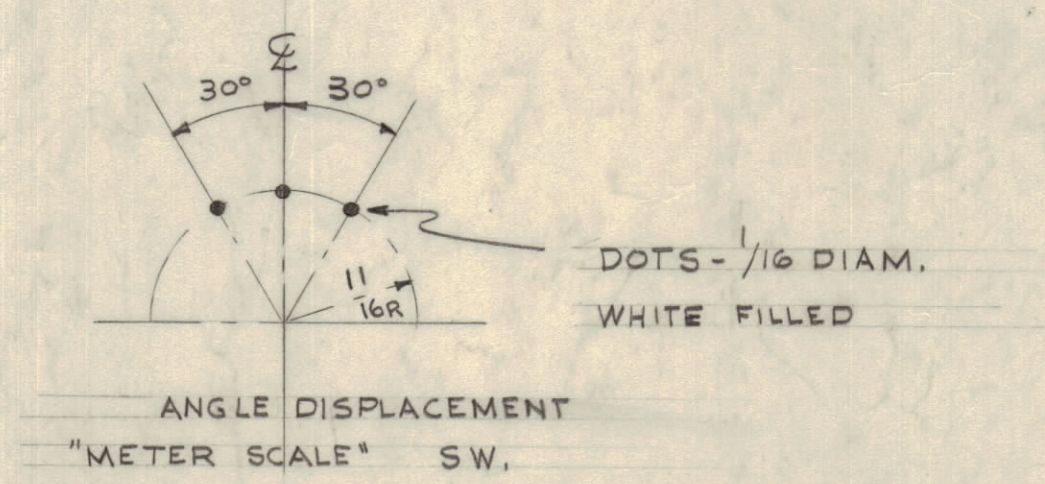 ℄
30° 30°
11/16R
DOTS - 1/16 DIAM.
WHITE FILLED
ANGLE DISPLACEMENT
"METER SCALE" SW.